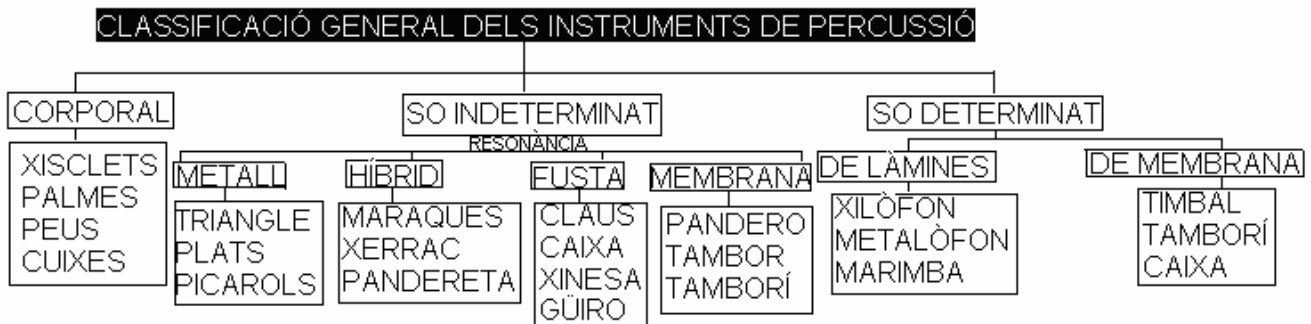 CLASSIFICACIÓ GENERAL DELS INSTRUMENTS DE PERCUSSIÓ
CORPORAL
XISCLETS
PALMES
PEUS
CUIXES
SO INDETERMINAT
RESONÀNCIA
METALL
TRIANGLE
PLATS
PICAROLS
HÍBRID
MARAQUES
XERRAC
PANDERETA
FUSTA
CLAUS
CAIXA
XINESA
GÜIRO
MEMBRANA
PANDERO
TAMBOR
TAMBORÍ
SO DETERMINAT
DE LÀMINES
XILÒFON
METALÒFON
MARIMBA
DE MEMBRANA
TIMBAL
TAMBORÍ
CAIXA